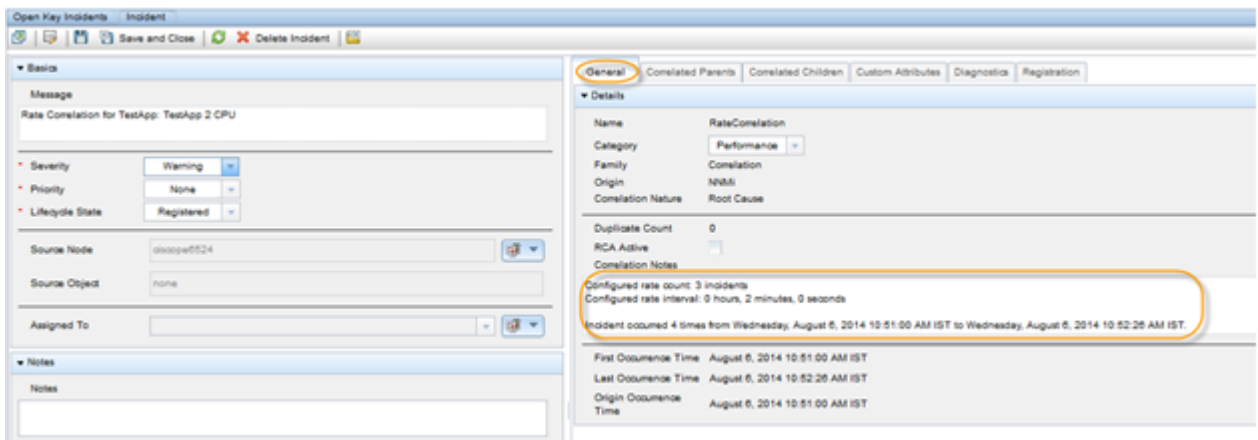 Open Key Incidents Incident
Save and Close Delete Incident
Basics
Message
Rate Correlation for TestApp: TestApp 2 CPU
* Severity Warning
* Priority None
* Lifecycle State Registered
Source Node ciscope6524
Source Object none
Assigned To
Notes
Notes
General Correlated Parents Correlated Children Custom Attributes Diagnostics Registration
Details
Name RateCorrelation
Category Performance
Family Correlation
Origin NNMi
Correlation Nature Root Cause
Duplicate Count 0
RCA Active
Correlation Notes
Configured rate count: 3 incidents
Configured rate interval: 0 hours, 2 minutes, 0 seconds
Incident occurred 4 times from Wednesday, August 6, 2014 10:51:00 AM IST to Wednesday, August 6, 2014 10:52:26 AM IST.
First Occurrence Time August 6, 2014 10:51:00 AM IST
Last Occurrence Time August 6, 2014 10:52:26 AM IST
Origin Occurrence
Time August 6, 2014 10:51:00 AM IST